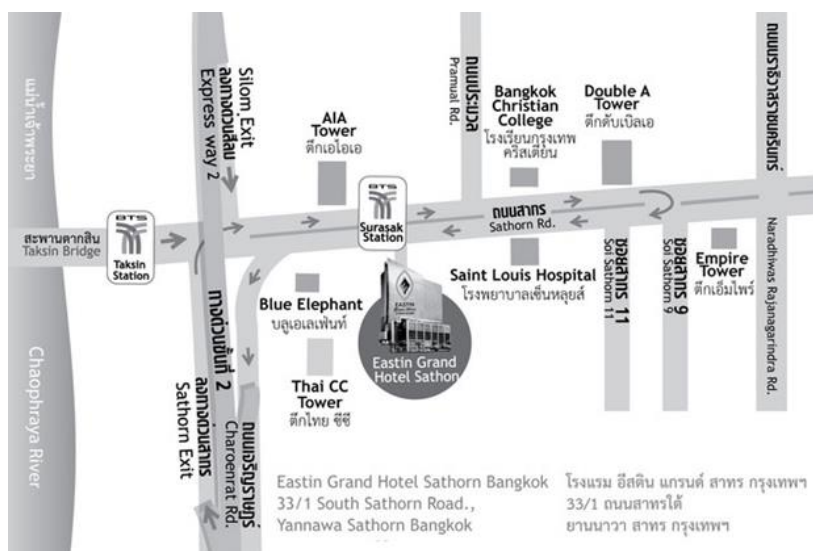 แม่น้ำเจ้าพระยา
Chaophraya River
สะพานตากสิน
Taksin Bridge
BTS
Taksin
Station
Silom Exit
ลงทางด่วนสีลม
Express way 2
ทางด่วนขั้นที่ 2
ลงทางด่วนสาทร
Sathorn Exit
ถนนเจริญราษฎร์
Charoenrat Rd.
AIA
Tower
ตึกเอไอเอ
BTS
Surasak
Station
ถนนประมวล
Pramual Rd.
Bangkok
Christian
College
โรงเรียนกรุงเทพ
คริสเตียน
Double A
Tower
ตึกดับเบิลเอ
ถนนนราธิวาสราชนครินทร์
Naradhiwas Rajanagarindra Rd.
ถนนสาทร
Sathorn Rd.
Blue Elephant
บลูเอเลเฟ่นท์
Thai CC
Tower
ตึกไทย ซีซี
EASTIN
Eastin Grand
Hotel Sathon
Saint Louis Hospital
โรงพยาบาลเซ็นหลุยส์
ซอยสาทร 11
Soi Sathorn 11
ซอยสาทร 9
Soi Sathorn 9
Empire
Tower
ตึกเอ็มไพร์
Eastin Grand Hotel Sathorn Bangkok
33/1 South Sathorn Road.,
Yannawa Sathorn Bangkok
โรงแรม อีสติน แกรนด์ สาทร กรุงเทพฯ
33/1 ถนนสาทรใต้
ยานนาวา สาทร กรุงเทพฯ